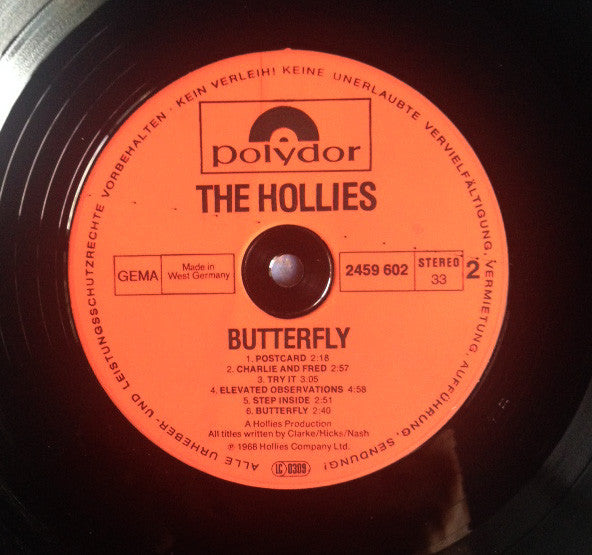 ALLE URHEBER- UND LEISTUNGSSCHUTZRECHTE VORBEHALTEN · KEIN VERLEIH! KEINE UNERLAUBTE VERVIELFÄLTIGUNG, VERMIETUNG, AUFFÜHRUNG, SENDUNG!
polydor
THE HOLLIES
GEMA
Made in
West Germany
2459 602
STEREO
33
2
BUTTERFLY
1. POSTCARD 2:18
2. CHARLIE AND FRED 2:57
3. TRY IT 3:05
4. ELEVATED OBSERVATIONS 4:58
5. STEP INSIDE 2:51
6. BUTTERFLY 2:40
A Hollies Production
All titles written by Clarke/Hicks/Nash
℗ 1968 Hollies Company Ltd.
LC 0309